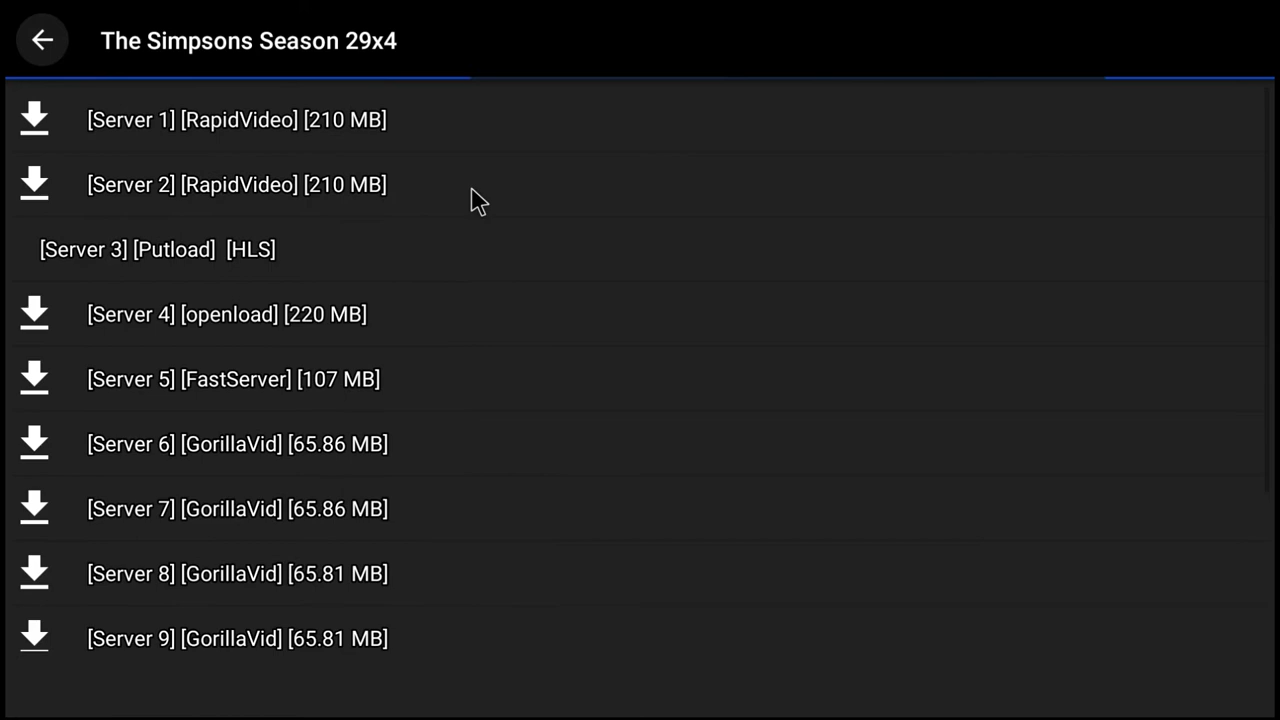 The Simpsons Season 29x4
[Server 1] [RapidVideo] [210 MB]
[Server 2] [RapidVideo] [210 MB]
[Server 3] [Putload]  [HLS]
[Server 4] [openload] [220 MB]
[Server 5] [FastServer] [107 MB]
[Server 6] [GorillaVid] [65.86 MB]
[Server 7] [GorillaVid] [65.86 MB]
[Server 8] [GorillaVid] [65.81 MB]
[Server 9] [GorillaVid] [65.81 MB]